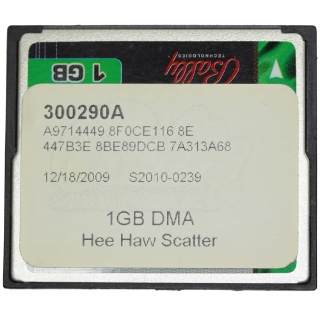 1 GB
Bally
TECHNOLOGIES
300290A
A9714449 8F0CE116 8E
447B3E 8BE89DCB 7A313A68
12/18/2009 S2010-0239
1GB DMA
Hee Haw Scatter